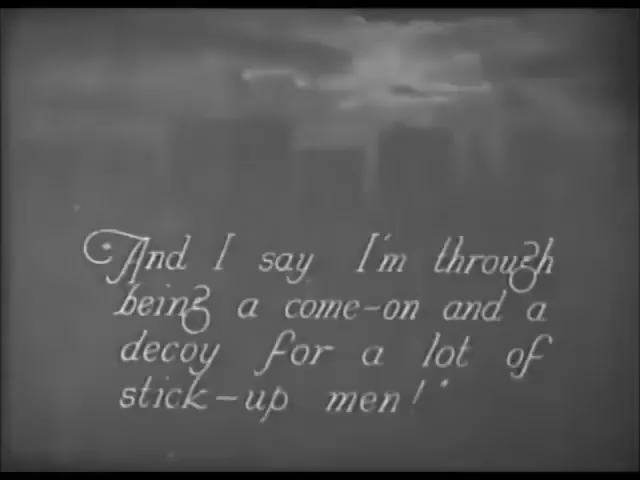 "And I say I'm through
being a come-on and a
decoy for a lot of
stick-up men!"